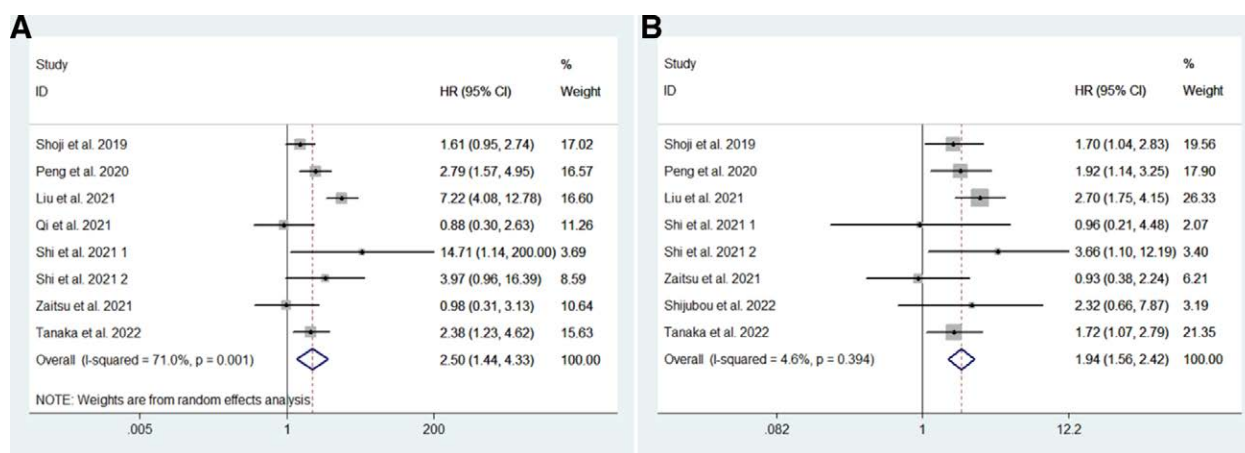 A
Study %
ID HR (95% CI) Weight
Shoji et al. 2019 1.61 (0.95, 2.74) 17.02
Peng et al. 2020 2.79 (1.57, 4.95) 16.57
Liu et al. 2021 7.22 (4.08, 12.78) 16.60
Qi et al. 2021 0.88 (0.30, 2.63) 11.26
Shi et al. 2021 1 14.71 (1.14, 200.00) 3.69
Shi et al. 2021 2 3.97 (0.96, 16.39) 8.59
Zaitsu et al. 2021 0.98 (0.31, 3.13) 10.64
Tanaka et al. 2022 2.38 (1.23, 4.62) 15.63
Overall (I-squared = 71.0%, p = 0.001) 2.50 (1.44, 4.33) 100.00
NOTE: Weights are from random effects analysis
.005 1 200
B
Study %
ID HR (95% CI) Weight
Shoji et al. 2019 1.70 (1.04, 2.83) 19.56
Peng et al. 2020 1.92 (1.14, 3.25) 17.90
Liu et al. 2021 2.70 (1.75, 4.15) 26.33
Shi et al. 2021 1 0.96 (0.21, 4.48) 2.07
Shi et al. 2021 2 3.66 (1.10, 12.19) 3.40
Zaitsu et al. 2021 0.93 (0.38, 2.24) 6.21
Shijubou et al. 2022 2.32 (0.66, 7.87) 3.19
Tanaka et al. 2022 1.72 (1.07, 2.79) 21.35
Overall (I-squared = 4.6%, p = 0.394) 1.94 (1.56, 2.42) 100.00
.082 1 12.2